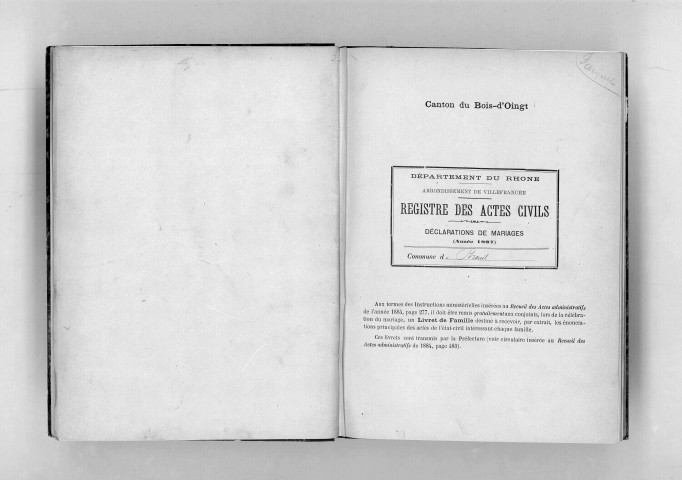 Canton du Bois-d'Oingt
DÉPARTEMENT DU RHONE
ARRONDISSEMENT DE VILLEFRANCHE
REGISTRE DES ACTES CIVILS
DÉCLARATIONS DE MARIAGES
(Année 1887)
Commune d
Aux termes des Instructions ministérielles insérées au Recueil des Actes administratifs
de l'année 1884, page 277, il doit être remis gratuitement aux conjoints, lors de la célébra-
tion du mariage, un Livret de Famille destiné à recevoir, par extrait, les énoncia-
tions principales des actes de l'état-civil intéressant chaque famille.
Ces livrets sont transmis par la Préfecture (voir circulaire insérée au Recueil des
Actes administratifs de 1884, page 483).